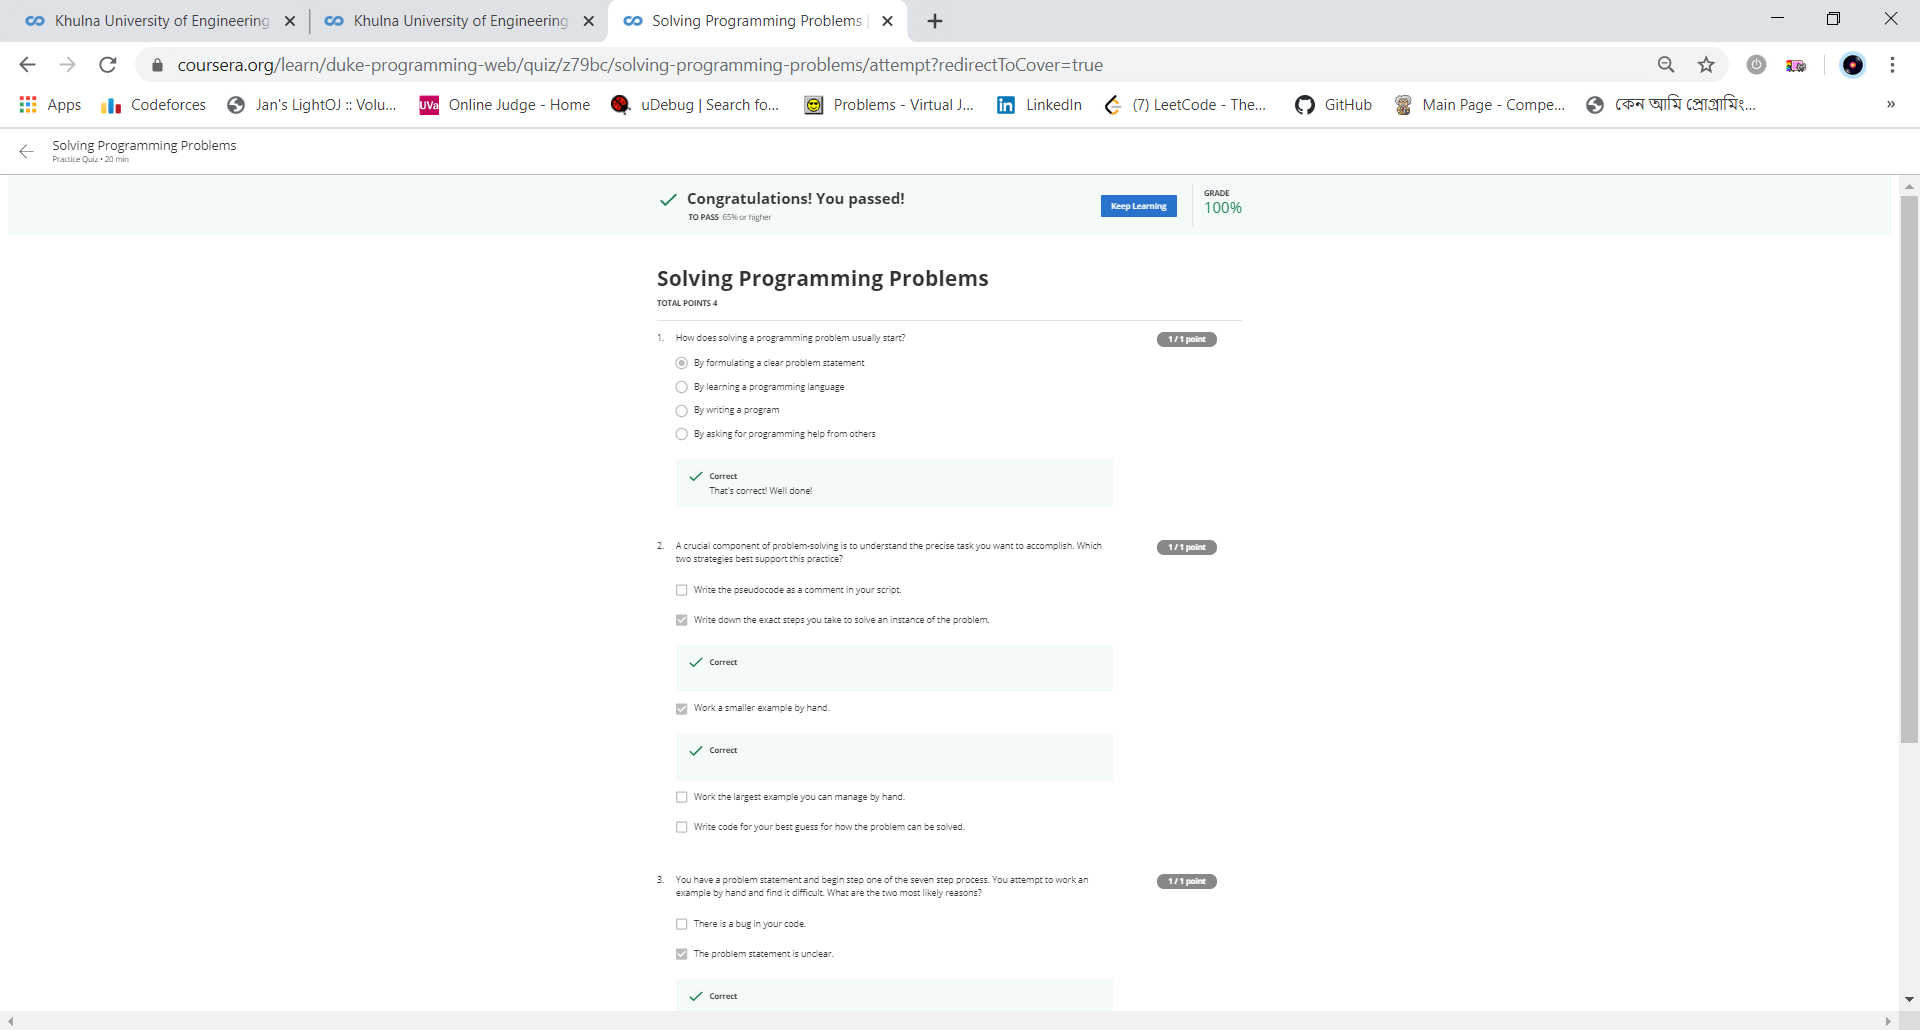 Khulna University of Engineering
Khulna University of Engineering
Solving Programming Problems |
coursera.org/learn/duke-programming-web/quiz/z79bc/solving-programming-problems/attempt?redirectToCover=true
Apps
Codeforces
Jan's LightOJ :: Volu...
UVa
Online Judge - Home
uDebug | Search fo...
Problems - Virtual J...
LinkedIn
(7) LeetCode - The...
GitHub
Main Page - Compe...
কেন আমি প্রোগ্রামিং...
»
Solving Programming Problems
Practice Quiz • 20 min
Congratulations! You passed!
TO PASS 65% or higher
Keep Learning
GRADE
100%
Solving Programming Problems
TOTAL POINTS 4
1. How does solving a programming problem usually start?
1 / 1 point
By formulating a clear problem statement
By learning a programming language
By writing a program
By asking for programming help from others
Correct
That's correct! Well done!
2. A crucial component of problem-solving is to understand the precise task you want to accomplish. Which
two strategies best support this practice?
1 / 1 point
Write the pseudocode as a comment in your script.
Write down the exact steps you take to solve an instance of the problem.
Correct
Work a smaller example by hand.
Correct
Work the largest example you can manage by hand.
Write code for your best guess for how the problem can be solved.
3. You have a problem statement and begin step one of the seven step process. You attempt to work an
example by hand and find it difficult. What are the two most likely reasons?
1 / 1 point
There is a bug in your code.
The problem statement is unclear.
Correct